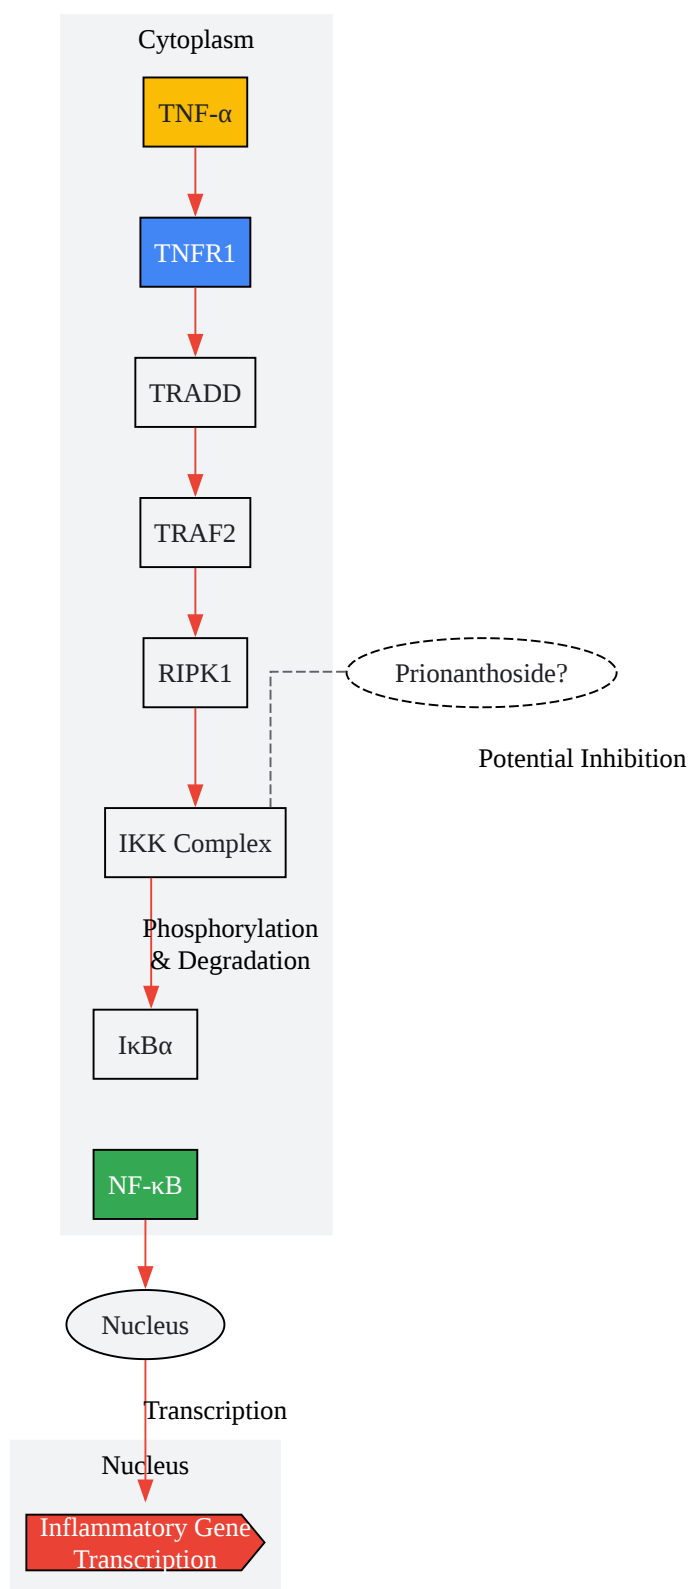 Cytoplasm
TNF-α
TNFR1
TRADD
TRAF2
RIPK1
Prionanthoside?
Potential Inhibition
IKK Complex
Phosphorylation
& Degradation
IκBα
NF-κB
Nucleus
Transcription
Nucleus
Inflammatory Gene
Transcription